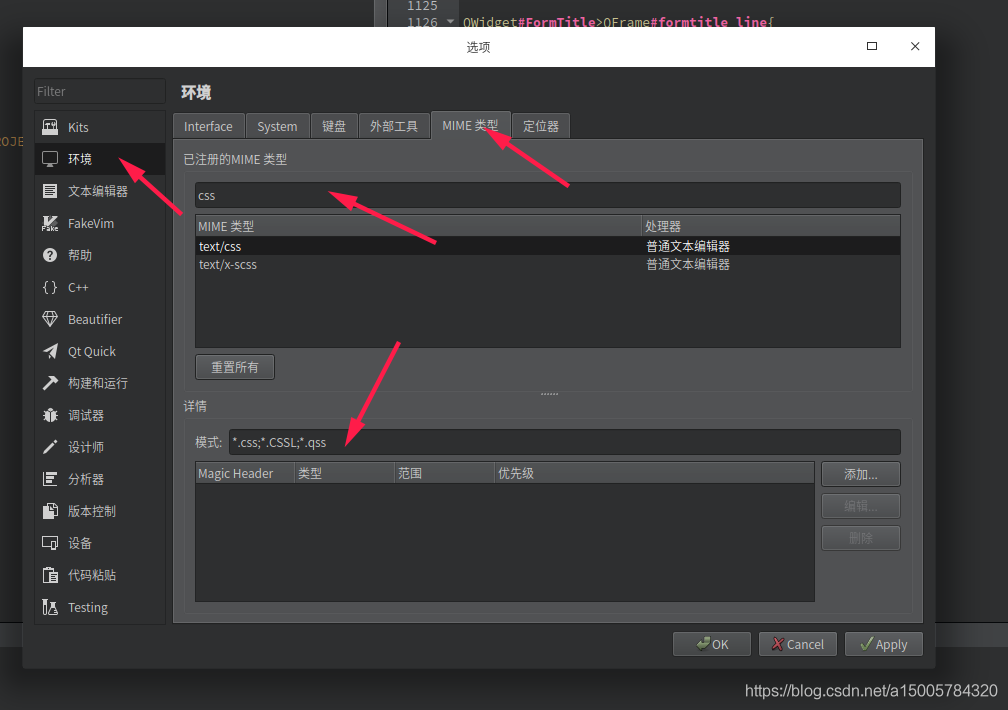 1125
1126 QWidget#FormTitle>QFrame#formtitle_line{
选项
Filter
Kits
环境
文本编辑器
FakeVim
帮助
C++
Beautifier
Qt Quick
构建和运行
调试器
设计师
分析器
版本控制
设备
代码粘贴
Testing
环境
Interface System 键盘 外部工具 MIME 类型 定位器
已注册的MIME 类型
css
MIME 类型 处理器
text/css 普通文本编辑器
text/x-scss 普通文本编辑器
重置所有
详情
模式: *.css;*.CSSL;*.qss
Magic Header 类型 范围 优先级
添加...
编辑...
删除
OK Cancel Apply
https://blog.csdn.net/a15005784320